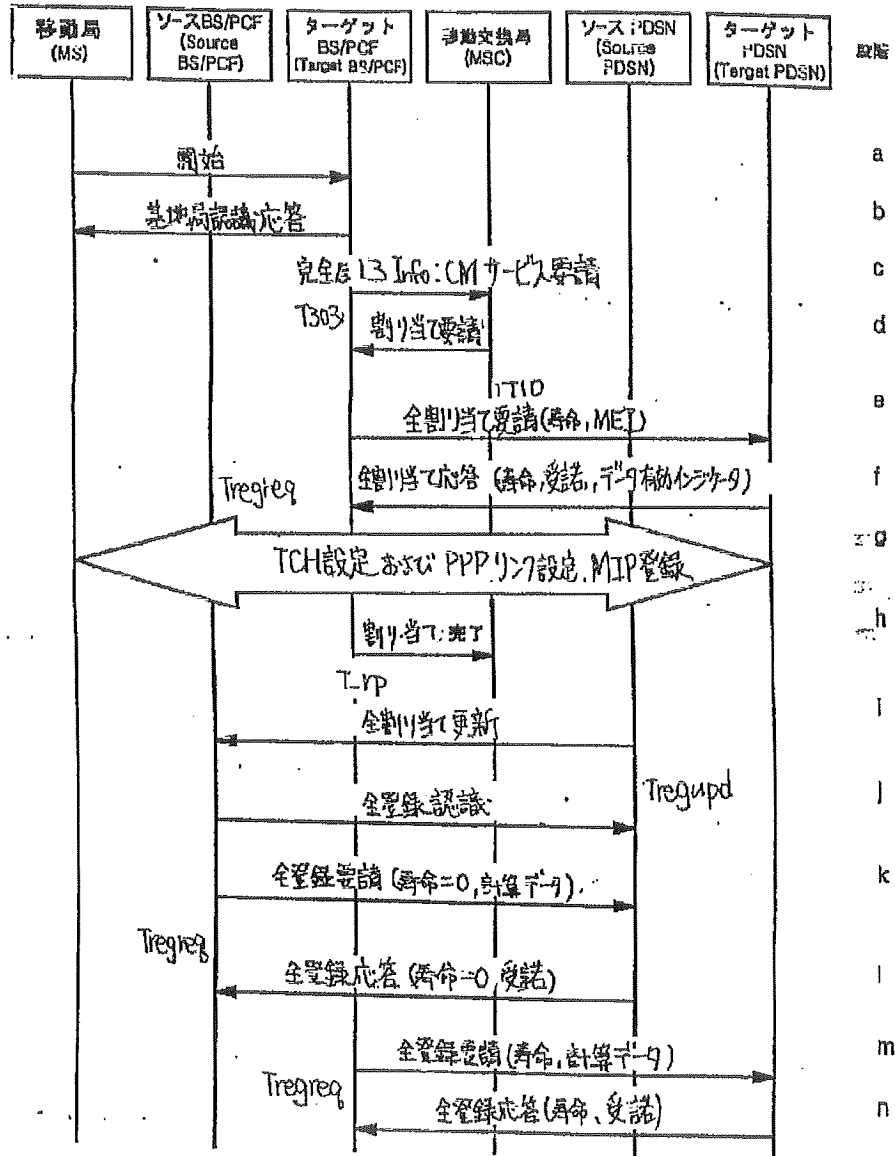 移動局
(MS)
ソースBS/PCF
(Source
BS/PCF)
ターゲット
BS/PCF
(Target BS/PCF)
移動交換局
(MSC)
ソースPDSN
(Source
PDSN)
ターゲット
PDSN
(Target PDSN)
段階
開始
a
基地局認識応答
b
完全なL3 Info:CMサービス要請
c
T303
割り当て要請
d
T10
e
全割り当て要請(寿命,MEI)
全割り当て応答 (寿命,受諾,データ有効インジケータ)
f
Tregreq
TCH設定 および PPPリンク設定、MIP登録
g
h
割り当て完了
T_rp
i
全割り当て更新
Tregupd
j
全登録認識
全登録要請 (寿命=0,計算データ)
k
Tregreq
全登録応答 (寿命=0,受諾)
l
全登録要請(寿命,計算データ)
m
Tregreq
全登録応答(寿命、受諾)
n